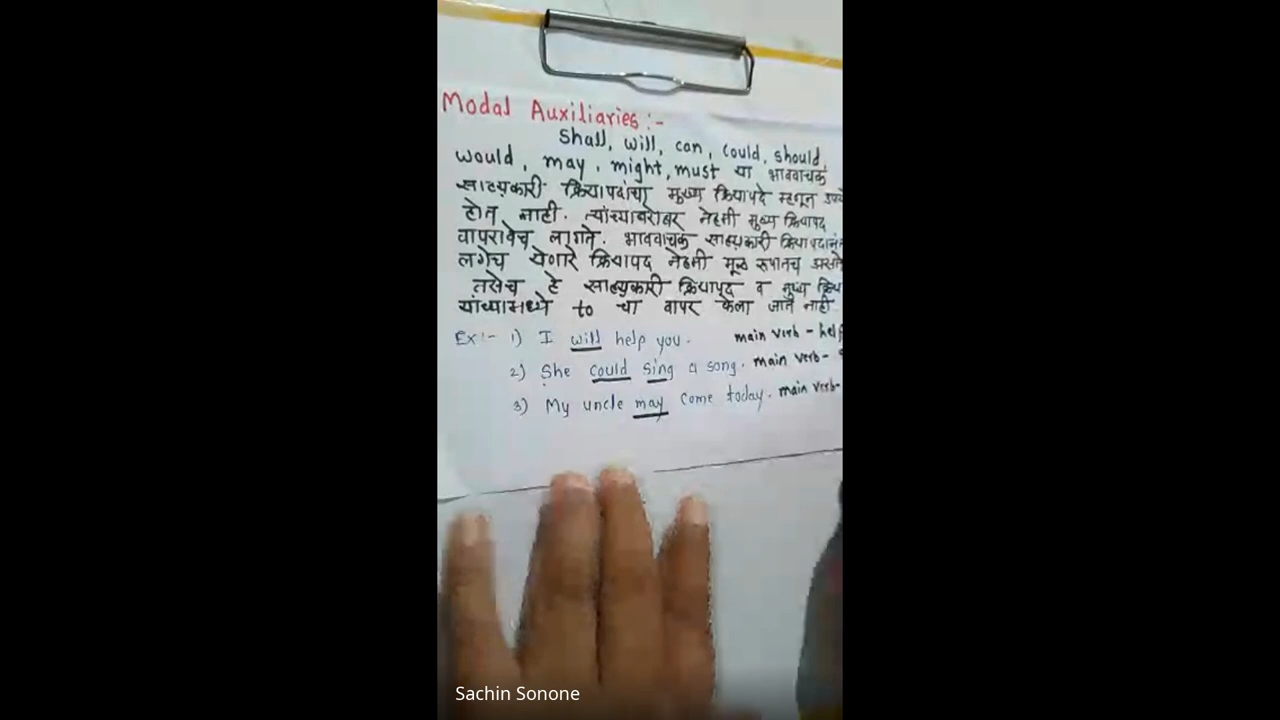 Modal Auxiliaries :-
Shall, will, can, could, should,
would, may, might, must या भाववाचक
साह्यकारी क्रियापदांचा मुख्य क्रियापदे म्हणून
होत नाही. त्यांच्याबरोबर नेहमी मुख्य क्रियापद
वापरावेच लागते. भाववाचक साह्यकारी
लगेच येणारे क्रियापद नेहमी मूळ रूपातच
तसेच हे साह्यकारी क्रियापद व मुख्य
यांच्यामध्ये to चा वापर केला जात नाही
Ex:- 1) I will help you. main verb - help
2) She could sing a song. main verb -
3) My uncle may come today. main verb-
Sachin Sonone